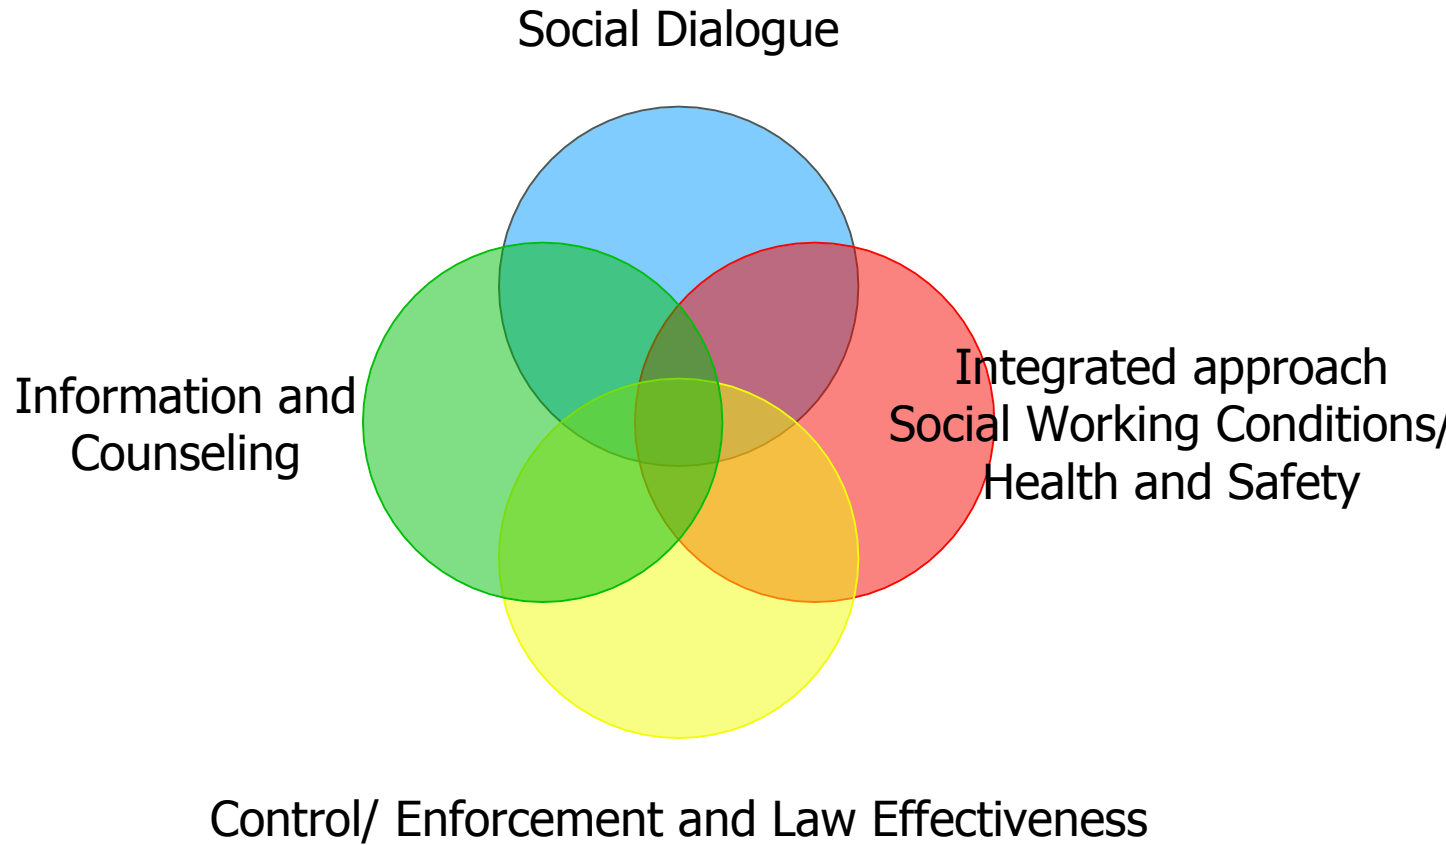 Social Dialogue
Integrated approach
Information and
Social Working Conditions/
Counseling
Health and Safety
Control/ Enforcement and Law Effectiveness